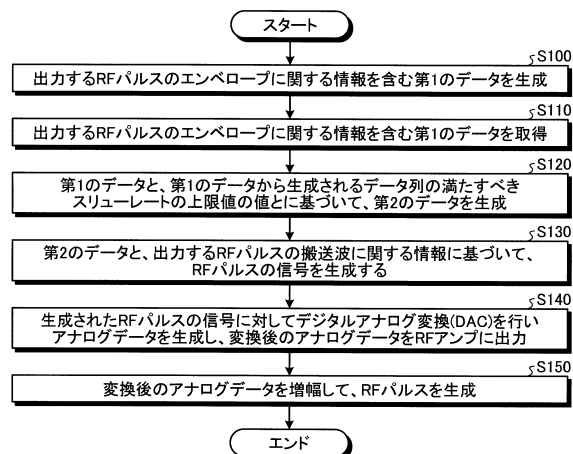 スタート
S100
出力するRFパルスのエンベロープに関する情報を含む第1のデータを生成
S110
出力するRFパルスのエンベロープに関する情報を含む第1のデータを取得
S120
第1のデータと、第1のデータから生成されるデータ列の満たすべき
スリューレートの上限値の値とに基づいて、第2のデータを生成
S130
第2のデータと、出力するRFパルスの搬送波に関する情報に基づいて、
RFパルスの信号を生成する
S140
生成されたRFパルスの信号に対してデジタルアナログ変換(DAC)を行い
アナログデータを生成し、変換後のアナログデータをRFアンプに出力
S150
変換後のアナログデータを増幅して、RFパルスを生成
エンド